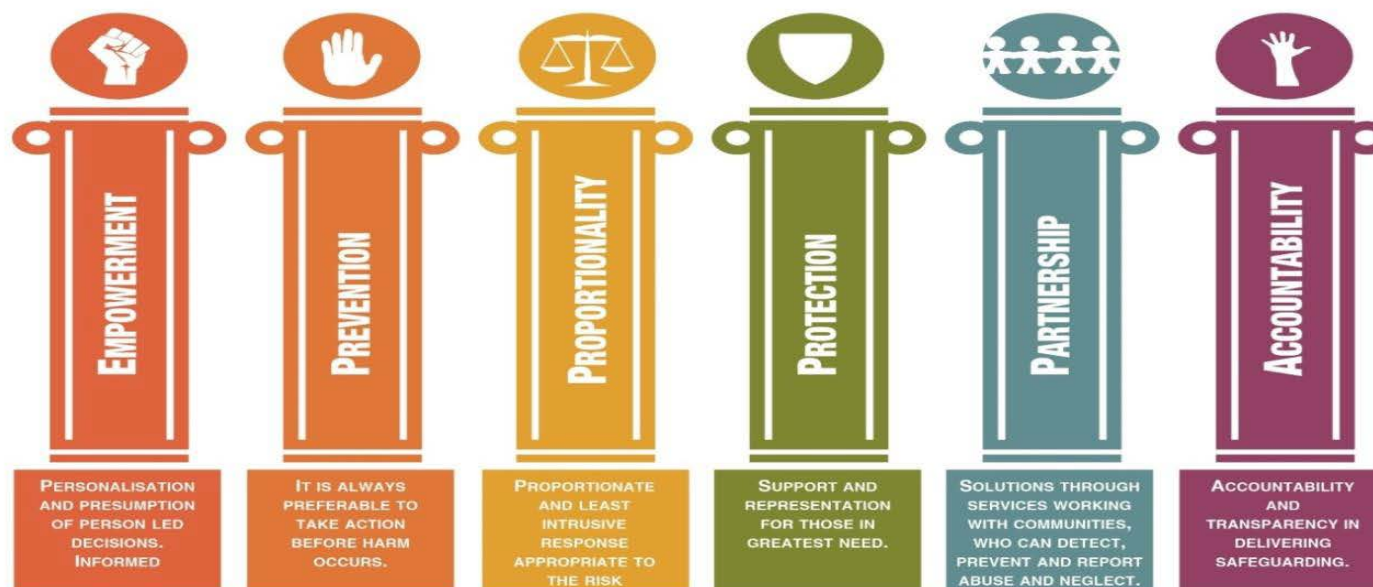 EMPOWERMENT
PREVENTION
PROPORTIONALITY
PROTECTION
PARTNERSHIP
ACCOUNTABILITY
PERSONALISATION
AND PRESUMPTION
OF PERSON LED
DECISIONS.
INFORMED
IT IS ALWAYS
PREFERABLE TO
TAKE ACTION
BEFORE HARM
OCCURS.
PROPORTIONATE
AND LEAST
INTRUSIVE
RESPONSE
APPROPRIATE TO
THE RISK
SUPPORT AND
REPRESENTATION
FOR THOSE IN
GREATEST NEED.
SOLUTIONS THROUGH
SERVICES WORKING
WITH COMMUNITIES,
WHO CAN DETECT,
PREVENT AND REPORT
ABUSE AND NEGLECT.
ACCOUNTABILITY
AND
TRANSPARENCY IN
DELIVERING
SAFEGUARDING.